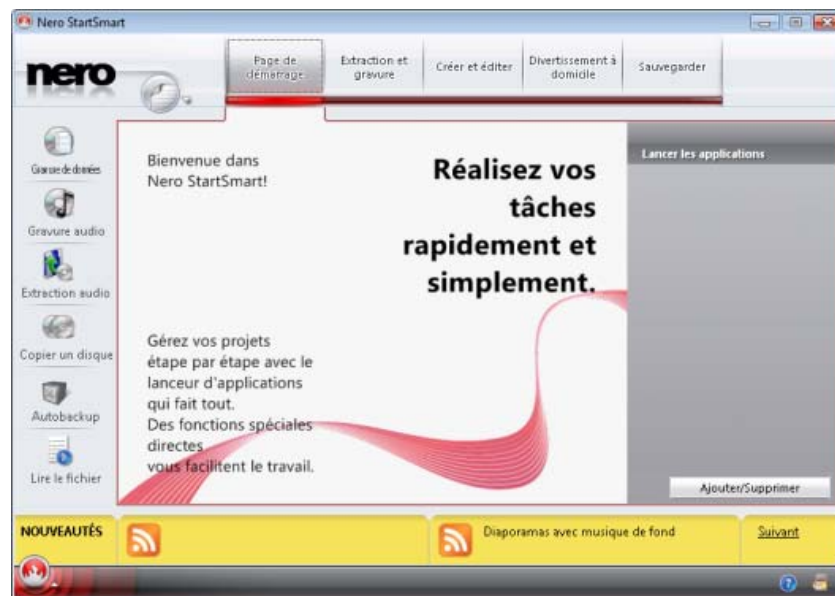 Nero StartSmart
nero
Page de
démarrage
Extraction et
gravure
Créer et éditer
Divertissement à
domicile
Sauvegarder
Gravure de données
Gravure audio
Extraction audio
Copier un disque
Autobackup
Lire le fichier
Bienvenue dans
Nero StartSmart!
Réalisez vos
tâches
rapidement et
simplement.
Gérez vos projets
étape par étape avec le
lanceur d'applications
qui fait tout.
Des fonctions spéciales
directes
vous facilitent le travail.
Lancer les applications
Ajouter/Supprimer
NOUVEAUTÉS
Diaporamas avec musique de fond
Suivant